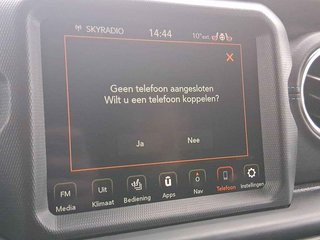 SKYRADIO 14:44 10°ext
Geen telefoon aangesloten
Wilt u een telefoon koppelen?
Ja Nee
FM Uit
Media Klimaat Bediening Apps Nav Telefoon Instellingen